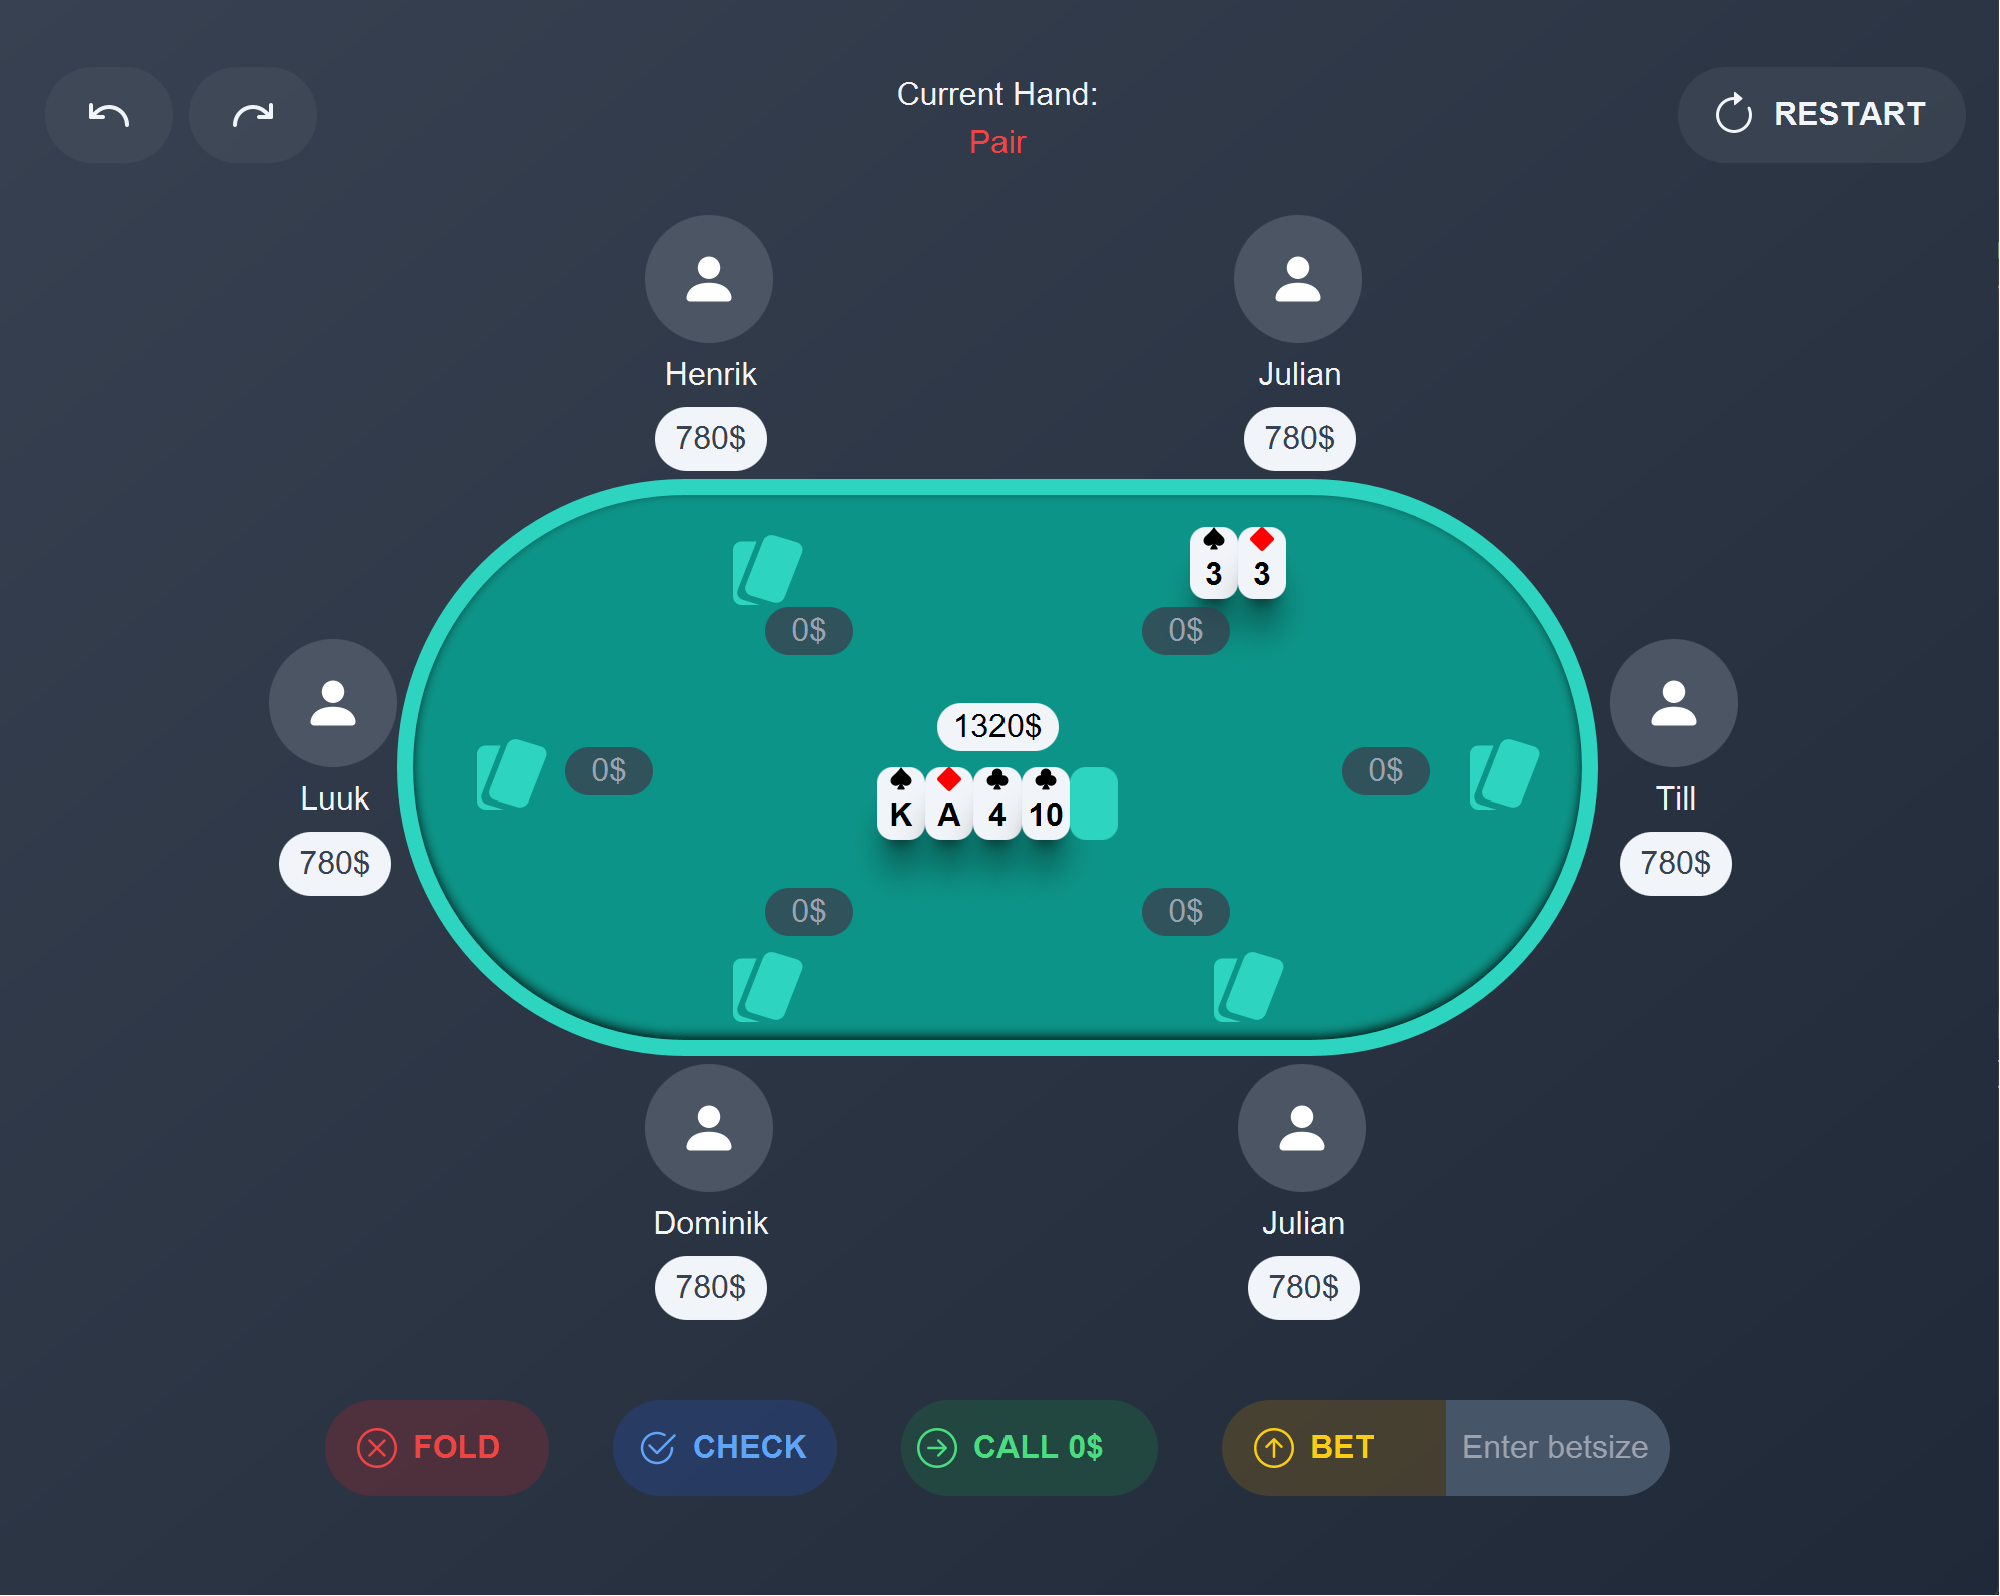 Current Hand:
Pair
RESTART
Henrik
780$
Julian
780$
3
3
0$
0$
Luuk
780$
0$
1320$
K
A
4
10
0$
Till
780$
0$
0$
Dominik
780$
Julian
780$
FOLD
CHECK
CALL 0$
BET
Enter betsize